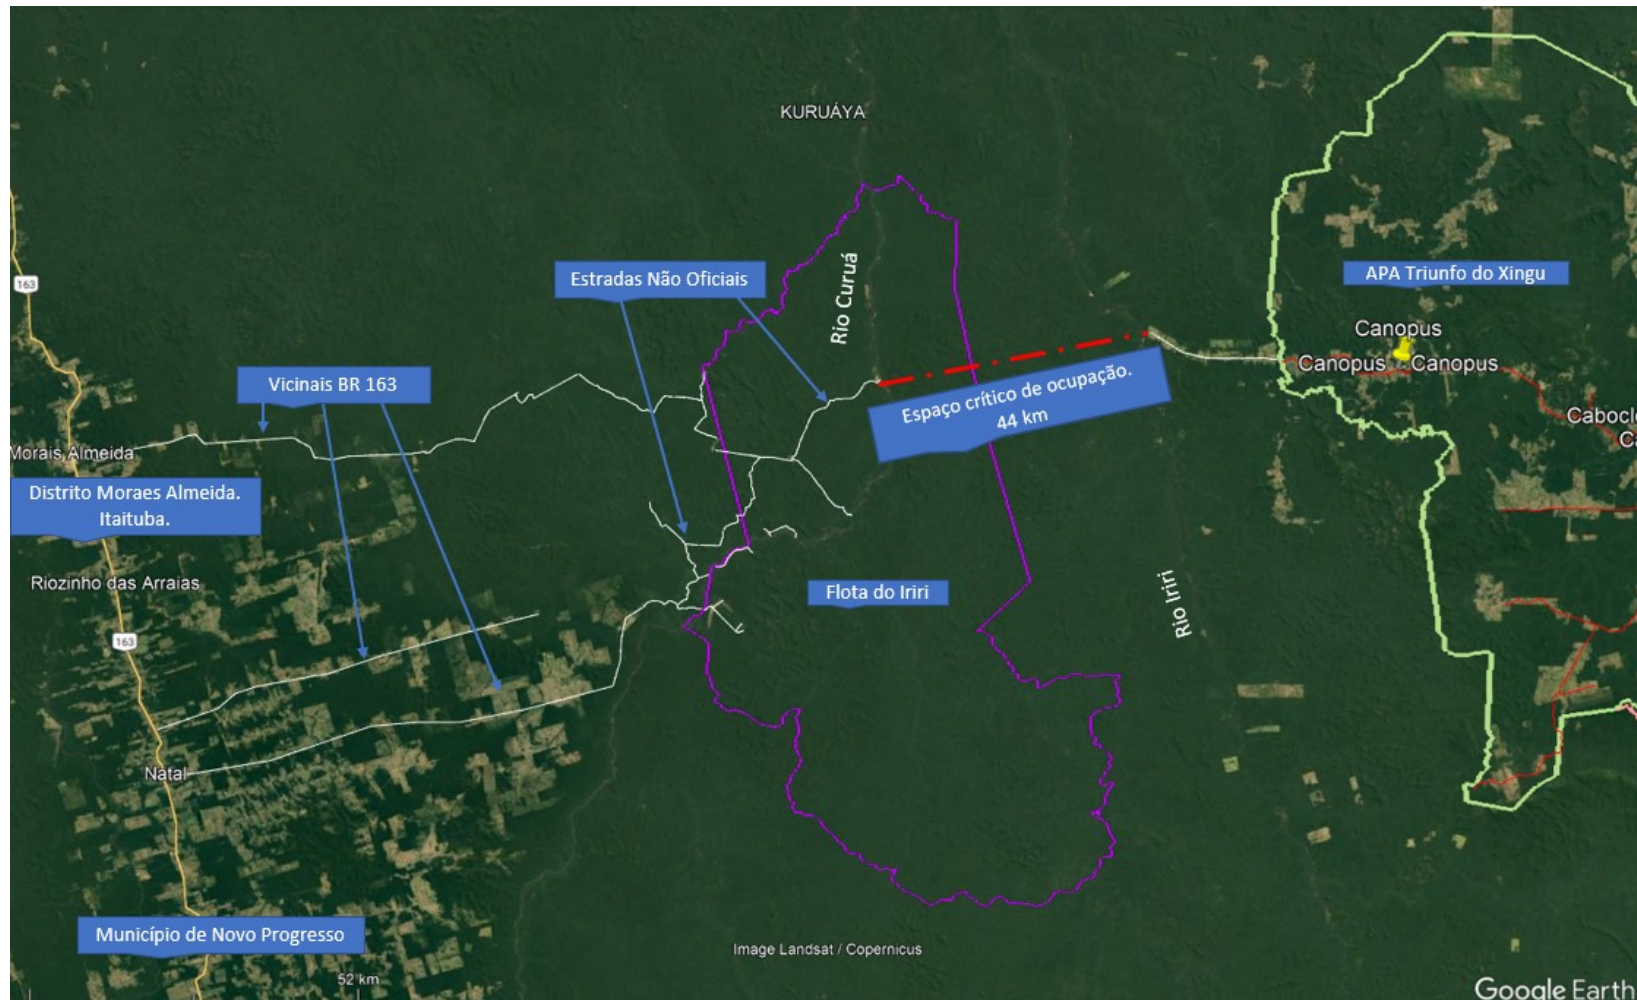 KURUÁYA
163
Estradas Não Oficiais
Rio Curuá
APA Triunfo do Xingu
Canopus
Canopus
Canopus
Vicinais BR 163
Espaço crítico de ocupação.
44 km
Caboclo
Ca
Morais Almeida
Distrito Moraes Almeida.
Itaituba.
Riozinho das Arraias
Flota do Iriri
Rio Iriri
163
Natal
Município de Novo Progresso
Image Landsat / Copernicus
52 km
Google Earth